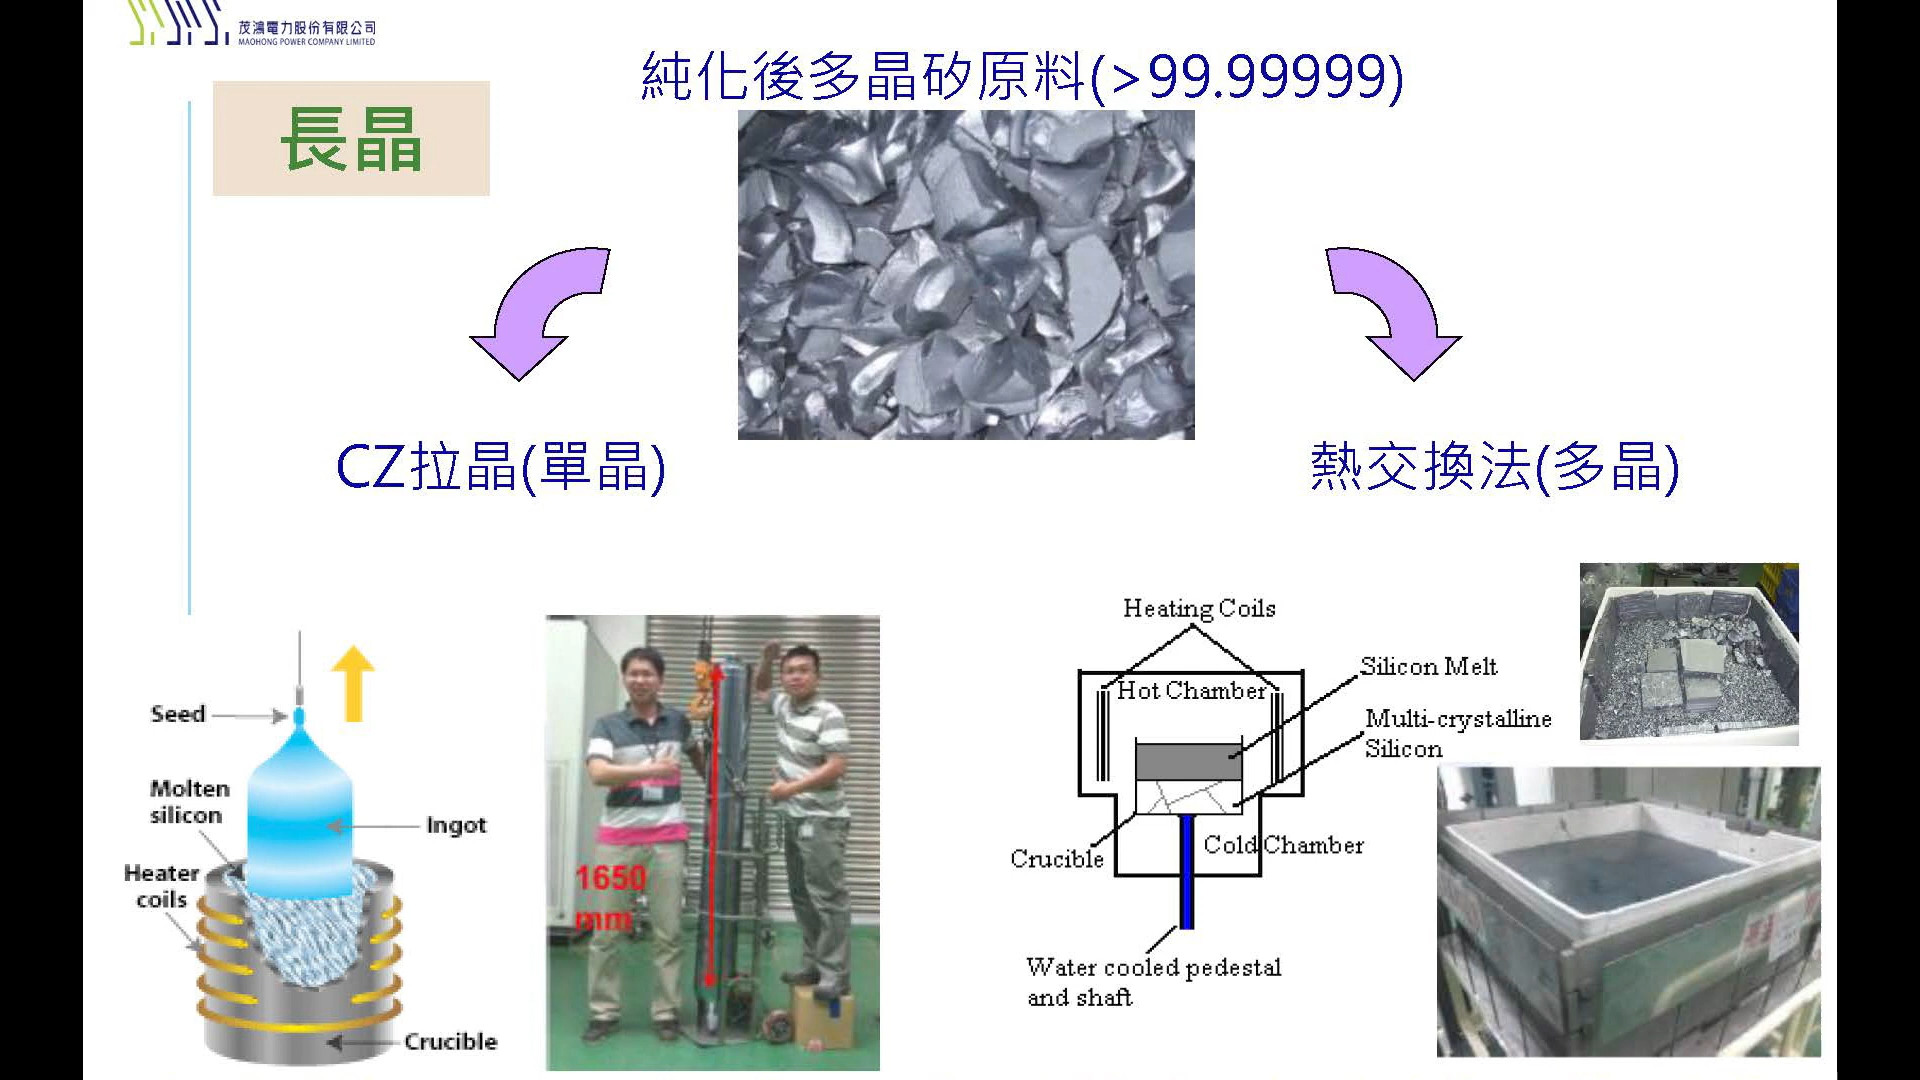 茂鴻電力股份有限公司
MAOHONG POWER COMPANY LIMITED
純化後多晶矽原料(>99.99999)
長晶
CZ拉晶(單晶)
熱交換法(多晶)
Seed
Molten
silicon
Ingot
Heater
coils
Crucible
1650
mm
Heating Coils
Hot Chamber
Silicon Melt
Multi-crystalline
Silicon
Crucible
Cold Chamber
Water cooled pedestal
and shaft